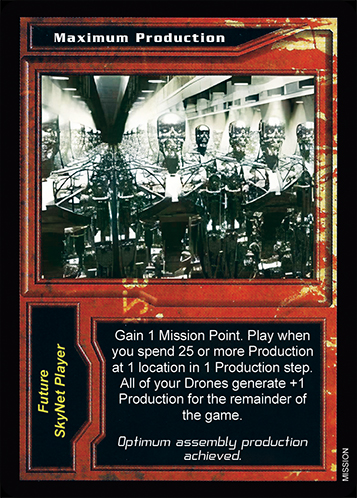 Maximum Production
Future
SkyNet Player
Gain 1 Mission Point. Play when
you spend 25 or more Production
at 1 location in 1 Production step.
All of your Drones generate +1
Production for the remainder of
the game.
Optimum assembly production
achieved.
MISSION